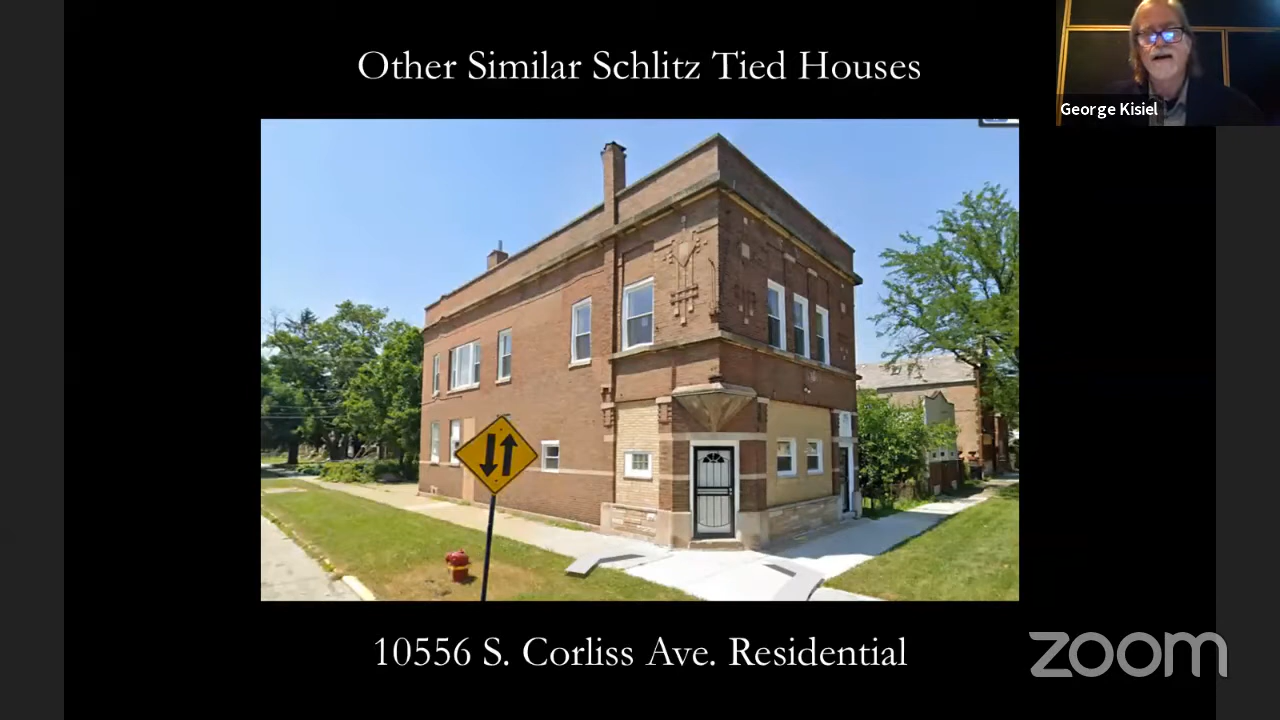 Other Similar Schlitz Tied Houses
George Kisiel
10556 S. Corliss Ave. Residential
zoom